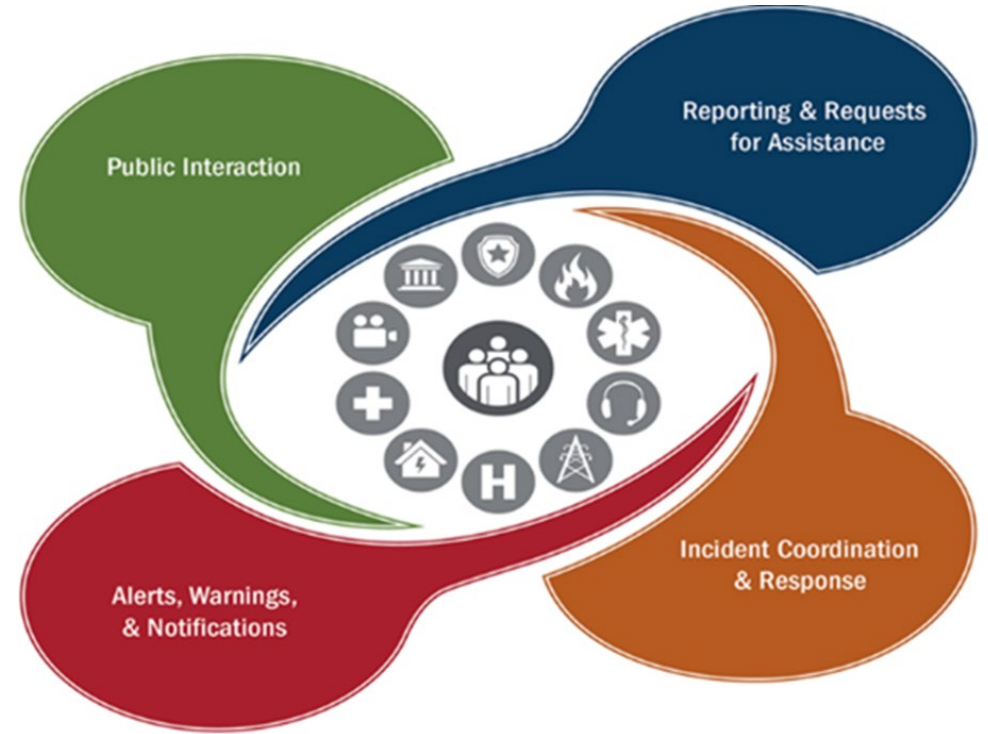 Public Interaction
Reporting & Requests
for Assistance
H
Alerts, Warnings,
& Notifications
Incident Coordination
& Response